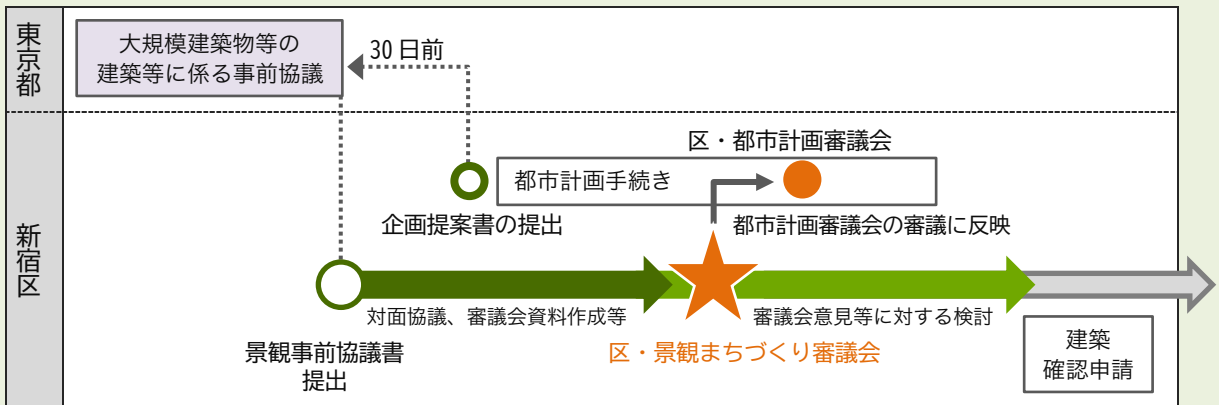 東京都
大規模建築物等の
建築等に係る事前協議
30日前
新宿区
区・都市計画審議会
都市計画手続き
企画提案書の提出
都市計画審議会の審議に反映
対面協議、審議会資料作成等
審議会意見等に対する検討
景観事前協議書
提出
区・景観まちづくり審議会
建築
確認申請